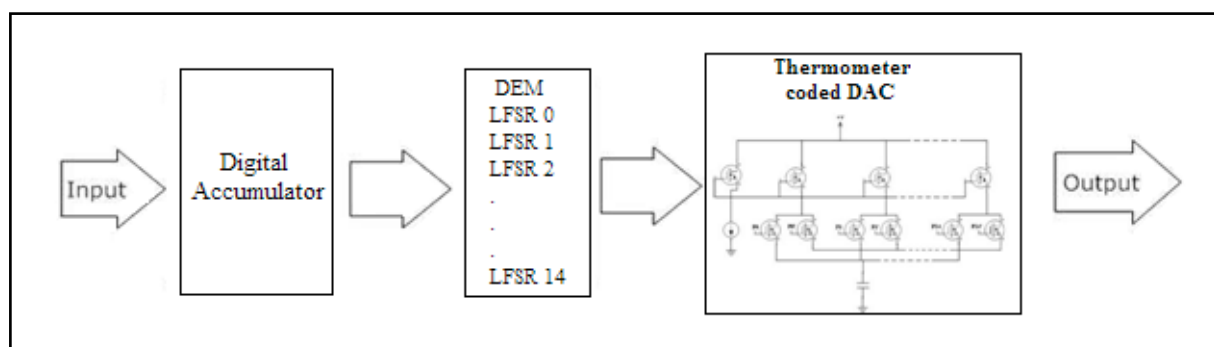 Input
Digital
Accumulator
DEM
LFSR 0
LFSR 1
LFSR 2
.
.
.
LFSR 14
Thermometer
coded DAC
Output